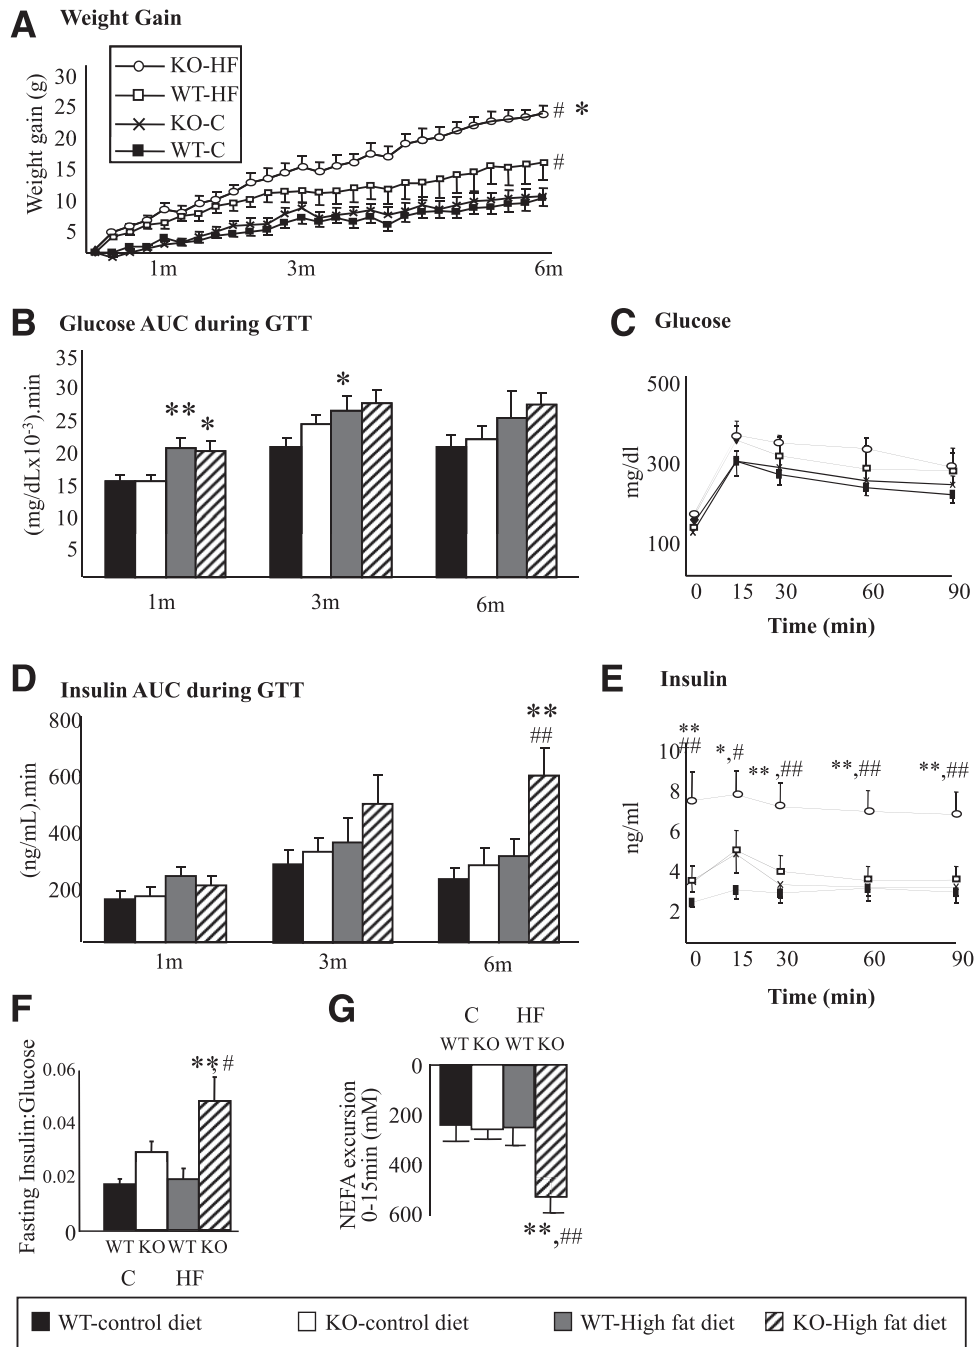 A Weight Gain
Weight gain (g)
30
25
20
15
10
5
KO-HF
WT-HF
KO-C
WT-C
# *
#
1m 3m 6m
B Glucose AUC during GTT
(mg/dLx10-3).min
35
30
25
20
15
10
5
** * *
1m 3m 6m
C Glucose
mg/dl
500
300
100
0 15 30 60 90
Time (min)
D Insulin AUC during GTT
(ng/mL).min
800
600
400
200
**
##
1m 3m 6m
E Insulin
ng/ml
10
8
6
4
2
**
##
*,#
**,##
**,##
**,##
0 15 30 60 90
Time (min)
F
Fasting Insulin:Glucose
0.06
0.04
0.02
0
**,#
WT KO WT KO
C HF
G
C HF
WT KO WT KO
NEFA excursion
0-15min (mM)
0
200
400
600
**,##
WT-control diet KO-control diet WT-High fat diet KO-High fat diet